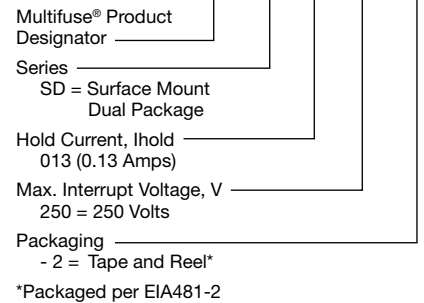 Multifuse® Product
Designator
Series
SD = Surface Mount
Dual Package
Hold Current, Ihold
013 (0.13 Amps)
Max. Interrupt Voltage, V
250 = 250 Volts
Packaging
- 2 = Tape and Reel*
*Packaged per EIA481-2